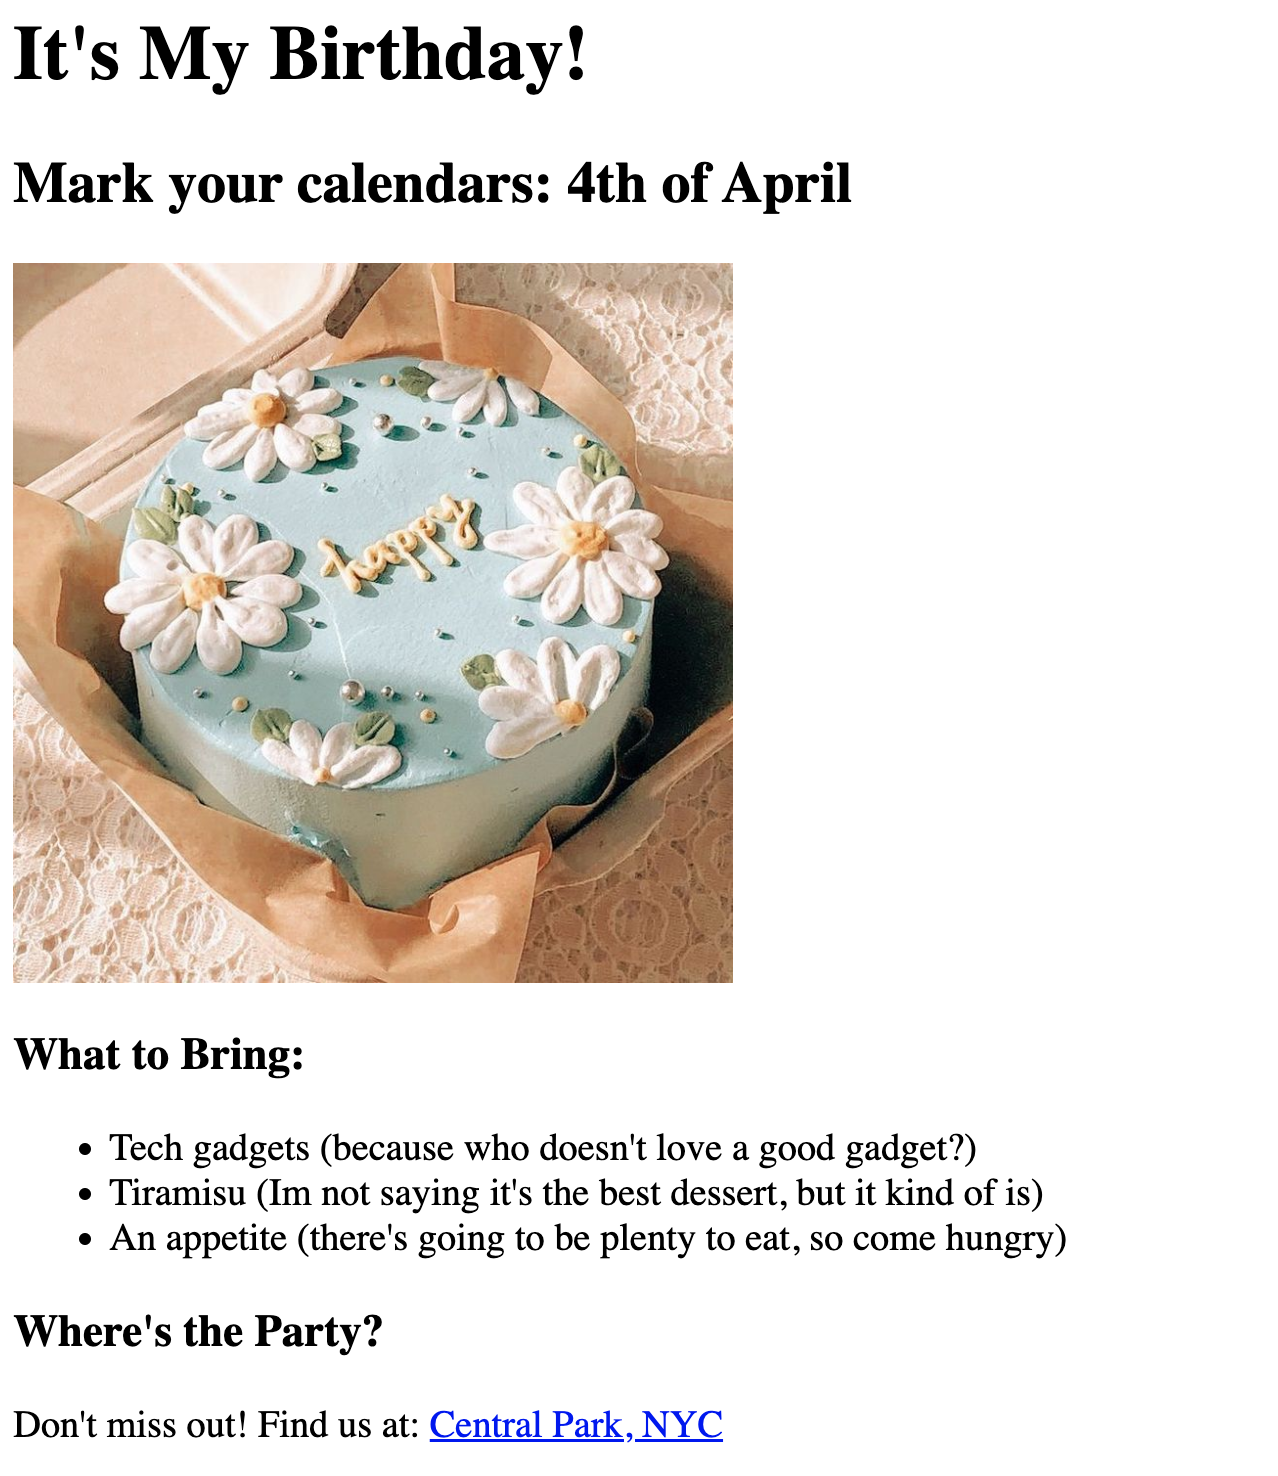 It's My Birthday!
Mark your calendars: 4th of April
happy
What to Bring:
Tech gadgets (because who doesn't love a good gadget?)
Tiramisu (Im not saying it's the best dessert, but it kind of is)
An appetite (there's going to be plenty to eat, so come hungry)
Where's the Party?
Don't miss out! Find us at: Central Park, NYC